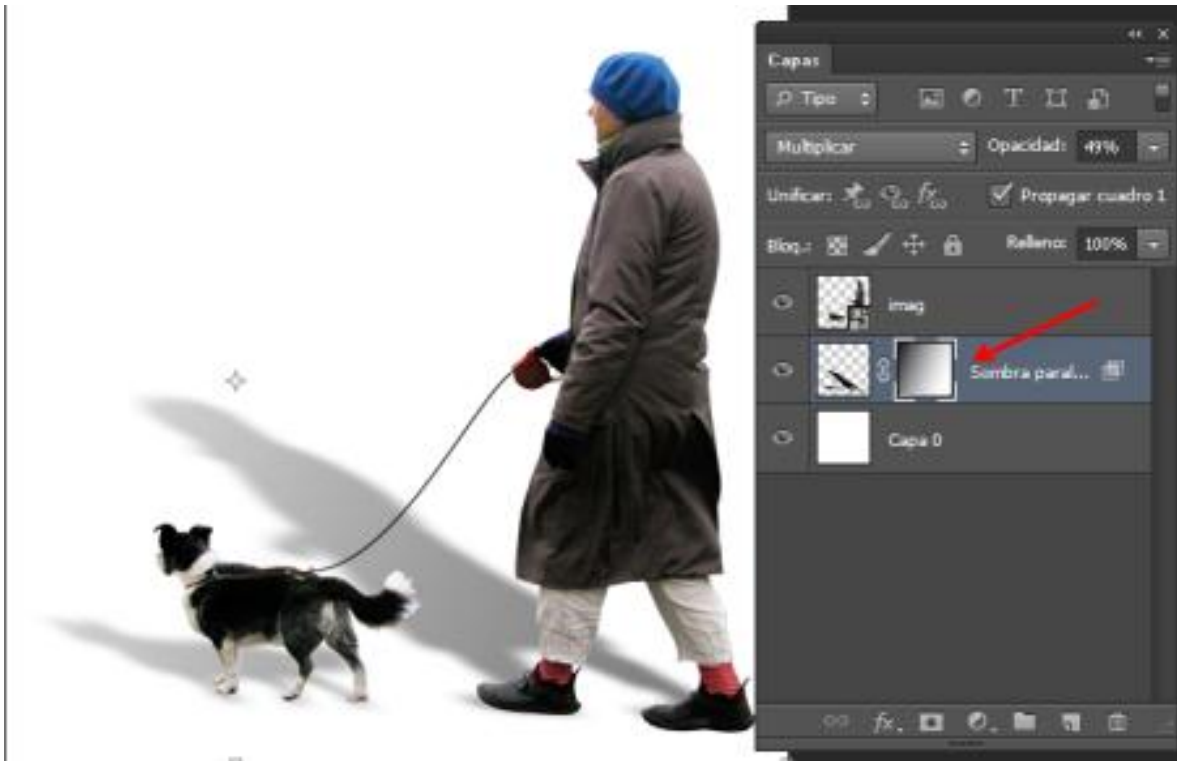 Capas
Tipo
Multiplicar Opacidad: 49%
Unificar: Propagar cuadro 1
Bloq.: Relleno: 100%
imag
Sombra paral...
Capa 0